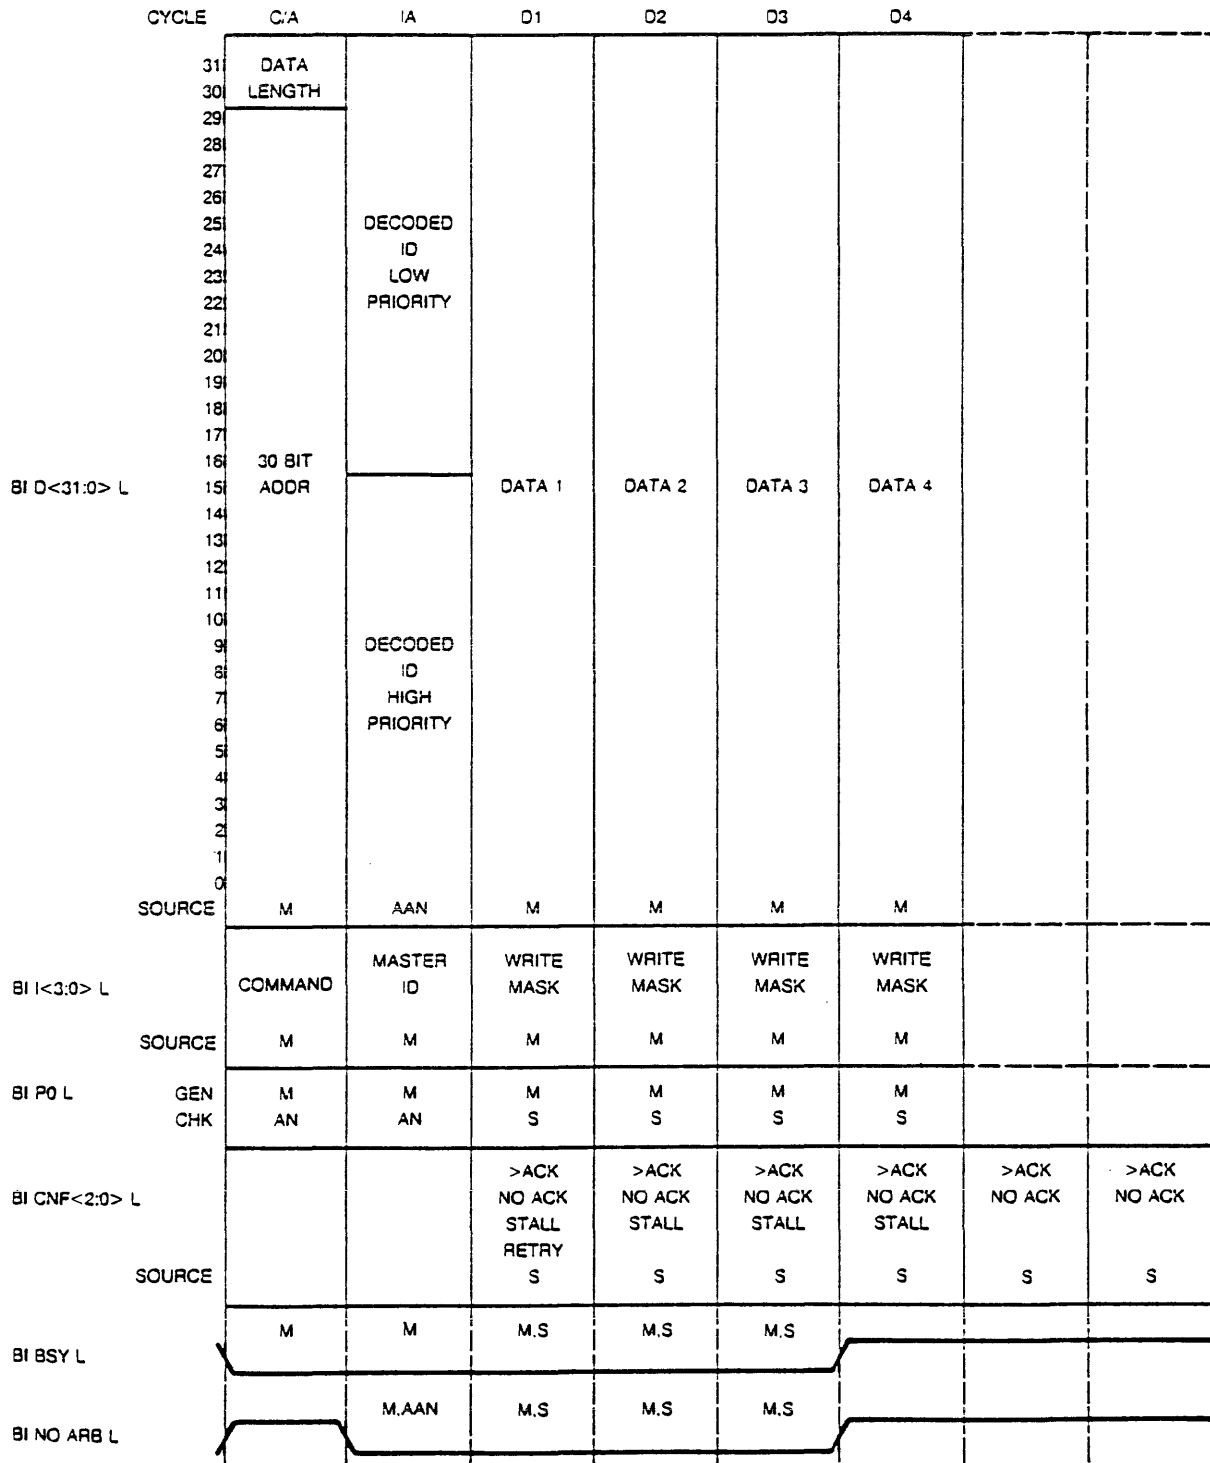 CYCLE C/A IA D1 D2 D3 D4
31 DATA
30 LENGTH
29
28
27
26
25 DECODED
24 ID
23 LOW
22 PRIORITY
21
20
19
18
17
16 30 BIT
BI D<31:0> L 15 ADDR DATA 1 DATA 2 DATA 3 DATA 4
14
13
12
11
10
9 DECODED
8 ID
7 HIGH
6 PRIORITY
5
4
3
2
1
0
SOURCE M AAN M M M M
MASTER WRITE WRITE WRITE WRITE
BI I<3:0> L COMMAND ID MASK MASK MASK MASK
SOURCE M M M M M M
BI P0 L GEN M M M M M M
CHK AN AN S S S S
>ACK >ACK >ACK >ACK >ACK >ACK
BI CNF<2:0> L NO ACK NO ACK NO ACK NO ACK NO ACK NO ACK
STALL STALL STALL STALL
RETRY
SOURCE S S S S S S
M M M.S M.S M.S
BI BSY L
M.AAN M.S M.S M.S
BI NO ARB L